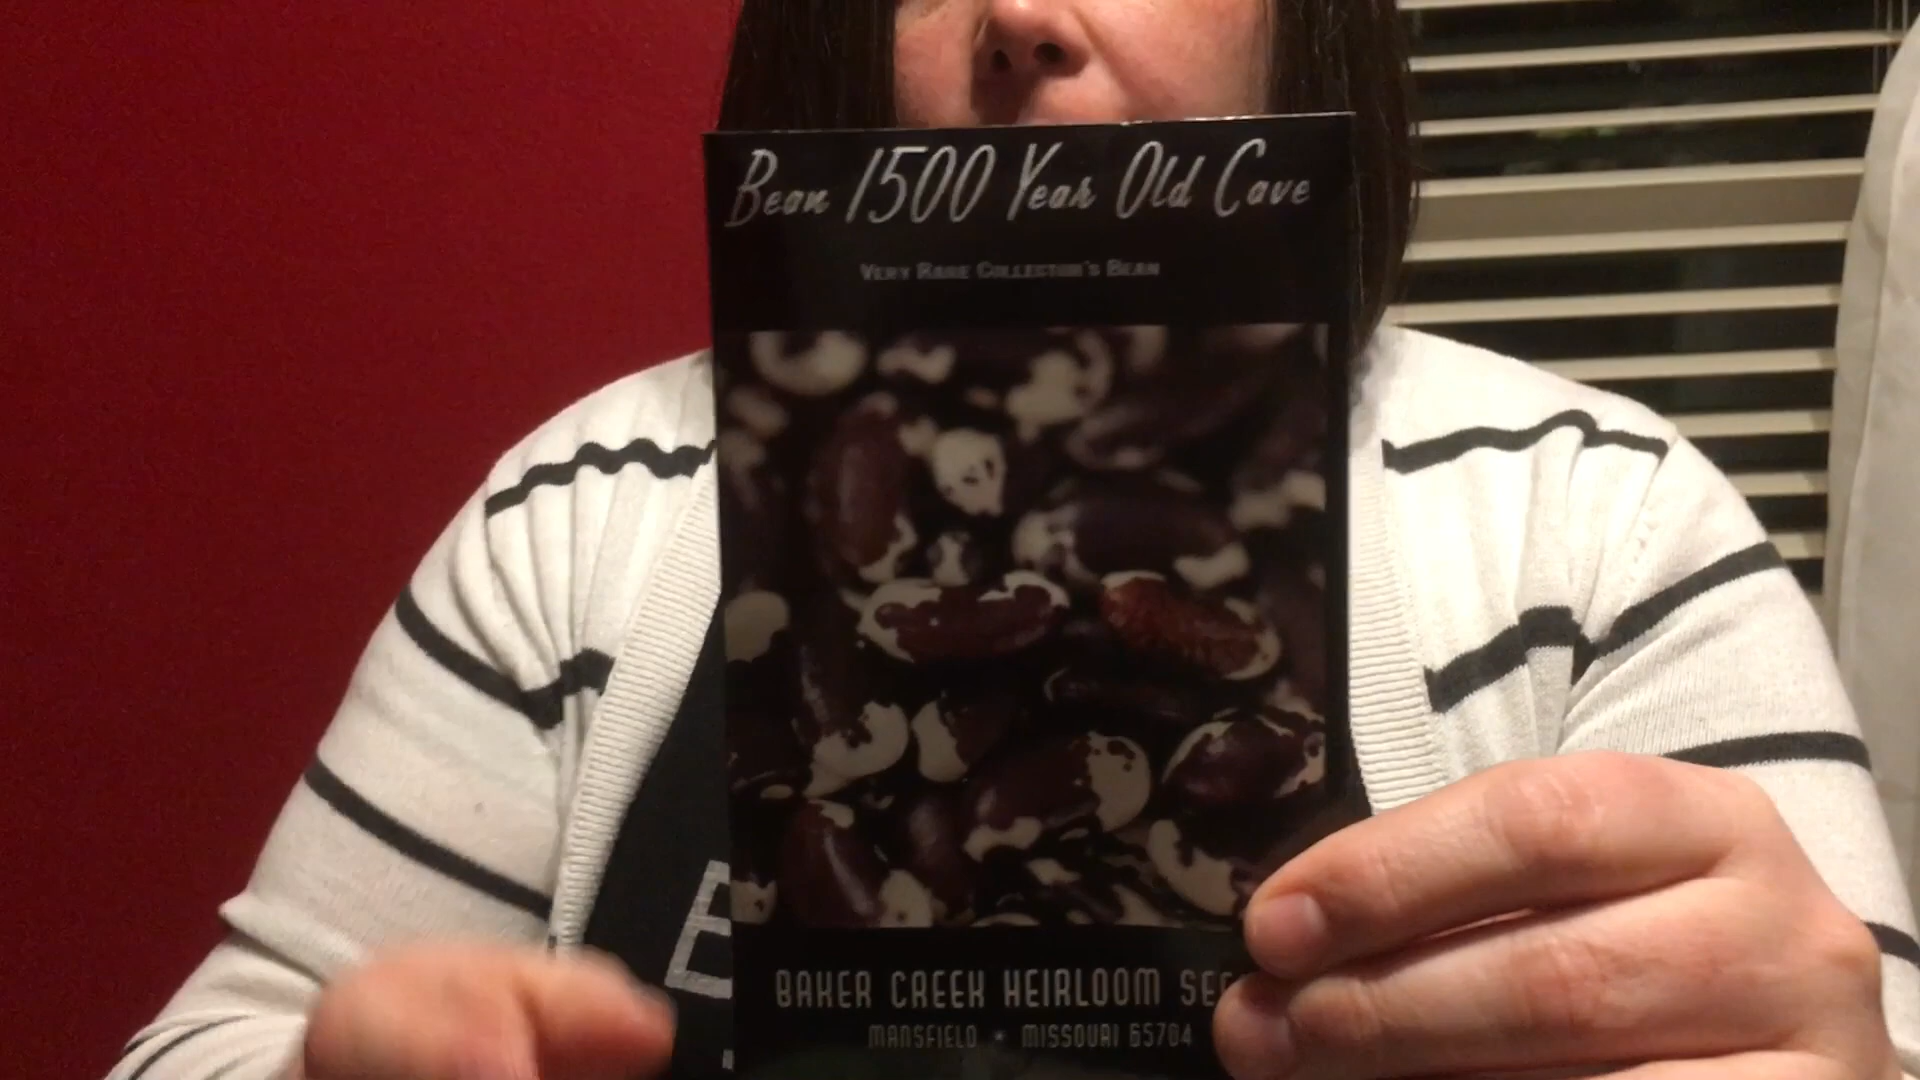 Bean 1500 Year Old Cave
Very Rare Collector's Bean
BAKER CREEK HEIRLOOM
MANSFIELD * MISSOURI 65704
E